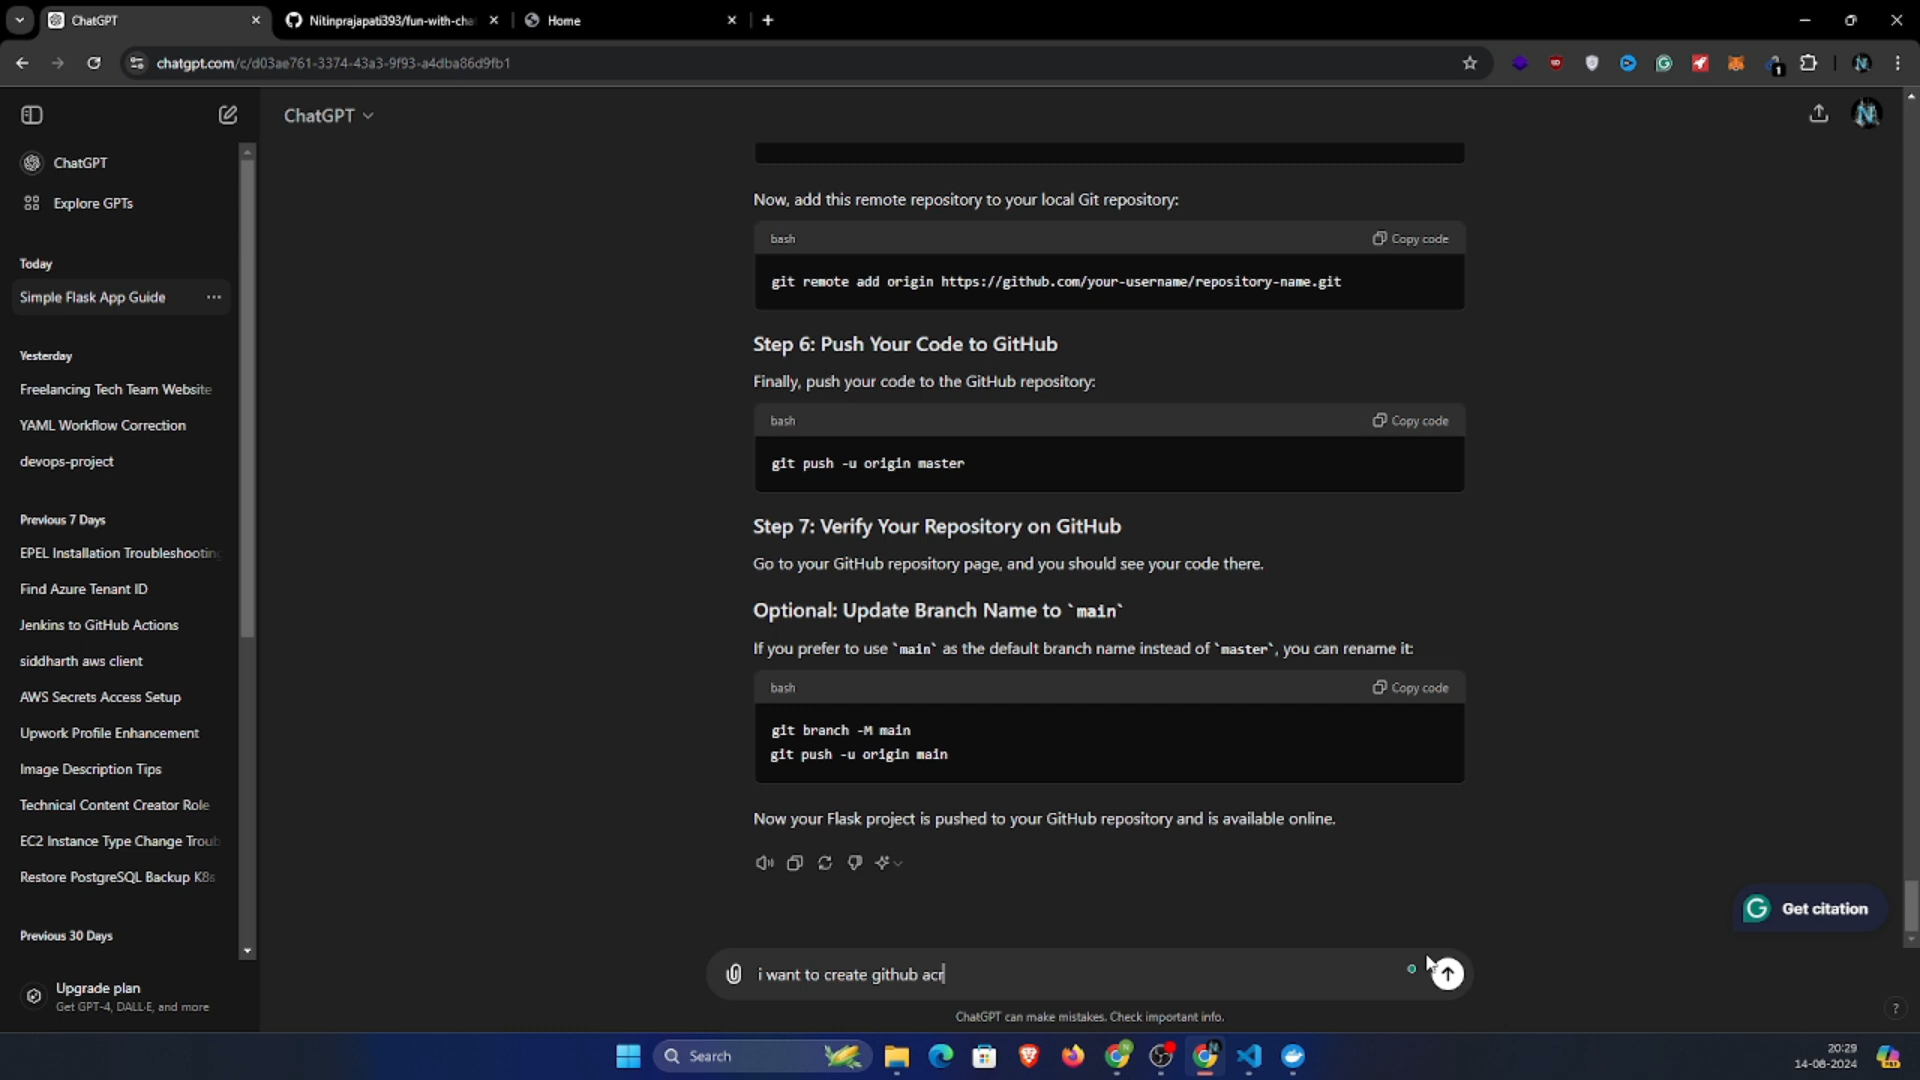 ChatGPT
Nitinprajapati393/fun-with-cha
Home
chatgpt.com/c/d03ae761-3374-43a3-9f93-a4dba86d9fb1
ChatGPT
ChatGPT
Explore GPTs
Today
Simple Flask App Guide
Yesterday
Freelancing Tech Team Website
YAML Workflow Correction
devops-project
Previous 7 Days
EPEL Installation Troubleshooting
Find Azure Tenant ID
Jenkins to GitHub Actions
siddharth aws client
AWS Secrets Access Setup
Upwork Profile Enhancement
Image Description Tips
Technical Content Creator Role
EC2 Instance Type Change Troub
Restore PostgreSQL Backup K8s
Previous 30 Days
Upgrade plan
Get GPT-4, DALL·E, and more
Now, add this remote repository to your local Git repository:
bash
Copy code
git remote add origin https://github.com/your-username/repository-name.git
Step 6: Push Your Code to GitHub
Finally, push your code to the GitHub repository:
bash
Copy code
git push -u origin master
Step 7: Verify Your Repository on GitHub
Go to your GitHub repository page, and you should see your code there.
Optional: Update Branch Name to `main`
If you prefer to use `main` as the default branch name instead of `master`, you can rename it:
bash
Copy code
git branch -M main
git push -u origin main
Now your Flask project is pushed to your GitHub repository and is available online.
Get citation
i want to create github acr
ChatGPT can make mistakes. Check important info.
?
Search
20:29
14-08-2024